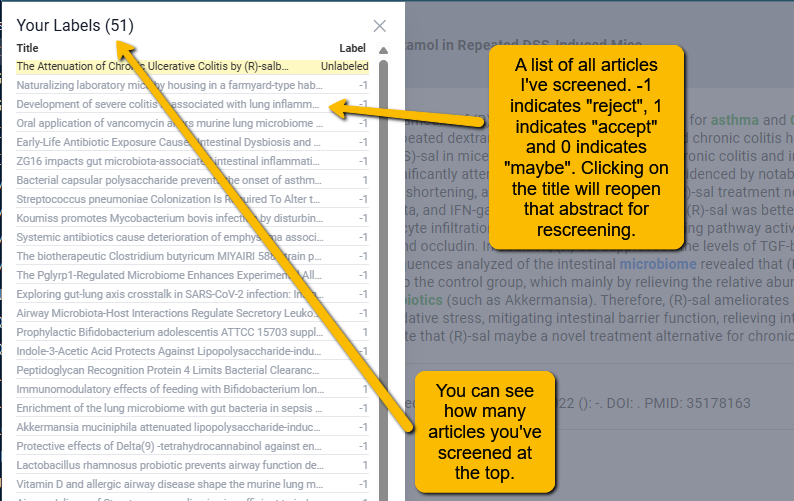 Your Labels (51)
Title Label
The Attenuation of Chronic Ulcerative Colitis by (R)-salb... Unlabeled
Naturalizing laboratory mice by housing in a farmyard-type hab... -1
Development of severe colitis is associated with lung inflamm... -1
Oral application of vancomycin alters murine lung microbiome ... -1
Early-Life Antibiotic Exposure Causes Intestinal Dysbiosis and ... -1
ZG16 impacts gut microbiota-associated intestinal inflammati... -1
Bacterial capsular polysaccharide prevents the onset of asthm... 1
Streptococcus pneumoniae Colonization Is Required To Alter t... -1
Koumiss promotes Mycobacterium bovis infection by disturbin... -1
Systemic antibiotics cause deterioration of emphysema associ... -1
The biotherapeutic Clostridium butyricum MIYAIRI 588 strain p... -1
The Pglyrp1-Regulated Microbiome Enhances Experimental All... -1
Exploring gut-lung axis crosstalk in SARS-CoV-2 infection: In... -1
Airway Microbiota-Host Interactions Regulate Secretory Leuko... -1
Prophylactic Bifidobacterium adolescentis ATTCC 15703 suppl... 1
Indole-3-Acetic Acid Protects Against Lipopolysaccharide-indu... -1
Peptidoglycan Recognition Protein 4 Limits Bacterial Clearanc... -1
Immunomodulatory effects of feeding with Bifidobacterium lon... 1
Enrichment of the lung microbiome with gut bacteria in sepsis ... -1
Akkermansia muciniphila attenuated lipopolysaccharide-induc... -1
Protective effects of Delta(9) -tetrahydrocannabinol against en... -1
Lactobacillus rhamnosus probiotic prevents airway function de... 1
Vitamin D and allergic airway disease shape the murine lung m... -1
A list of all articles
I've screened. -1
indicates "reject", 1
indicates "accept"
and 0 indicates
"maybe". Clicking on
the title will reopen
that abstract for
rescreening.
You can see
how many
articles you've
screened at
the top.
tamol in Repeated DSS-Induced Mice
for asthma and
peated dextran
chronic colitis h
S)-sal in mice
ronic colitis and i
nificantly atten
idenced by notab
shortening, a
)-sal treatment no
ta, and IFN-ga
(R)-sal was better
cyte infiltration
ng pathway activ
nd occludin. In
the levels of TGF-b
quences analyzed of the intestinal microbiome revealed that (
to the control group, which mainly by relieving the relative abun
biotics (such as Akkermansia). Therefore, (R)-sal ameliorates
dative stress, mitigating intestinal barrier function, relieving int
te that (R)-sal maybe a novel treatment alternative for chronic
022 (): -. DOI: . PMID: 35178163